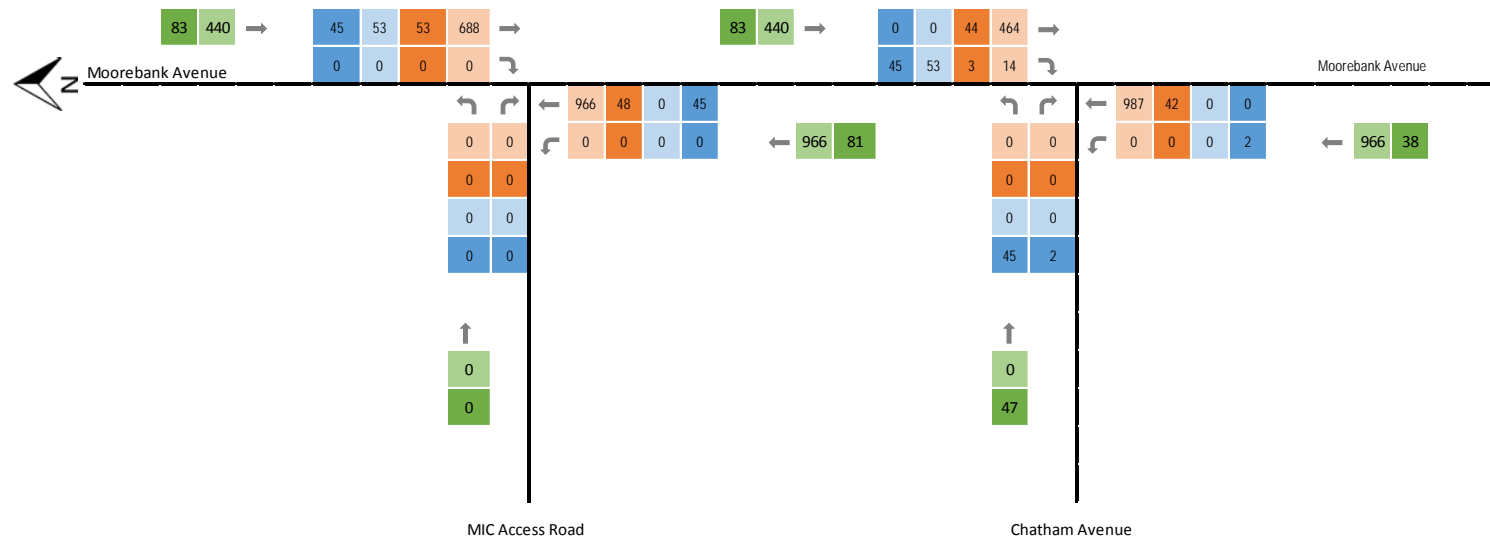 83 440 45 53 53 688 83 440 0 0 44 464
0 0 0 0 45 53 3 14
N Moorebank Avenue Moorebank Avenue
966 48 0 45 987 42 0 0
0 0 0 0 0 0 966 81 0 0 0 0 0 2 966 38
0 0 0 0
0 0 0 0
0 0 45 2
0 0
0 47
MIC Access Road Chatham Avenue